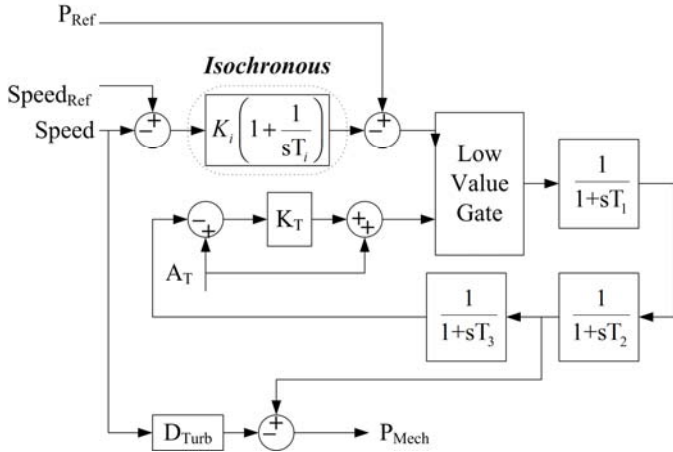 P_Ref
Isochronous
Speed_Ref
Speed
− +
K_i(1+1/sT_i)
− +
Low
Value
Gate
1/1+sT_1
− +
K_T
+ +
A_T
1/1+sT_3
1/1+sT_2
D_Turb
− +
P_Mech